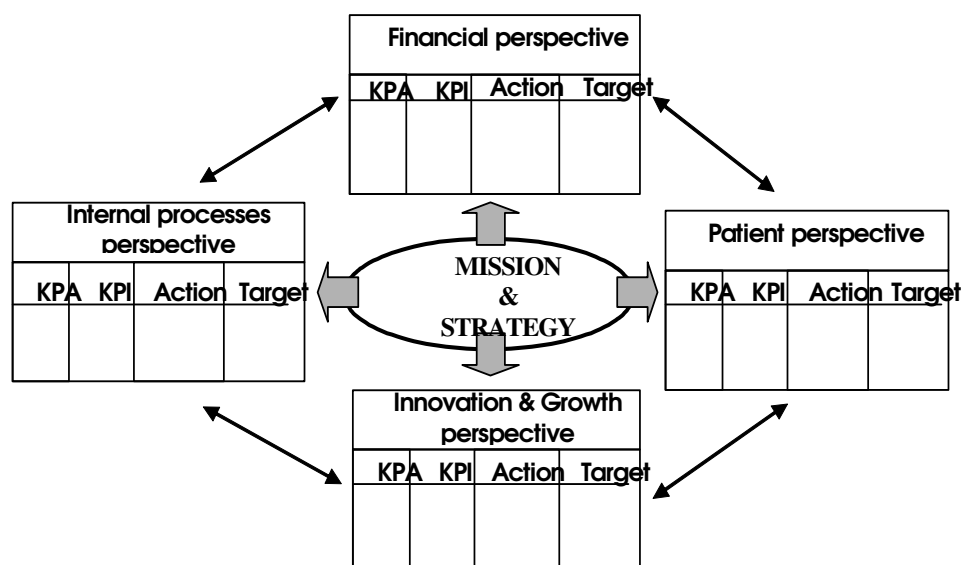 Financial perspective
KPA KPI Action Target
Internal processes
perspective
KPA KPI Action Target
MISSION
&
STRATEGY
Patient perspective
KPA KPI Action Target
Innovation & Growth
perspective
KPA KPI Action Target